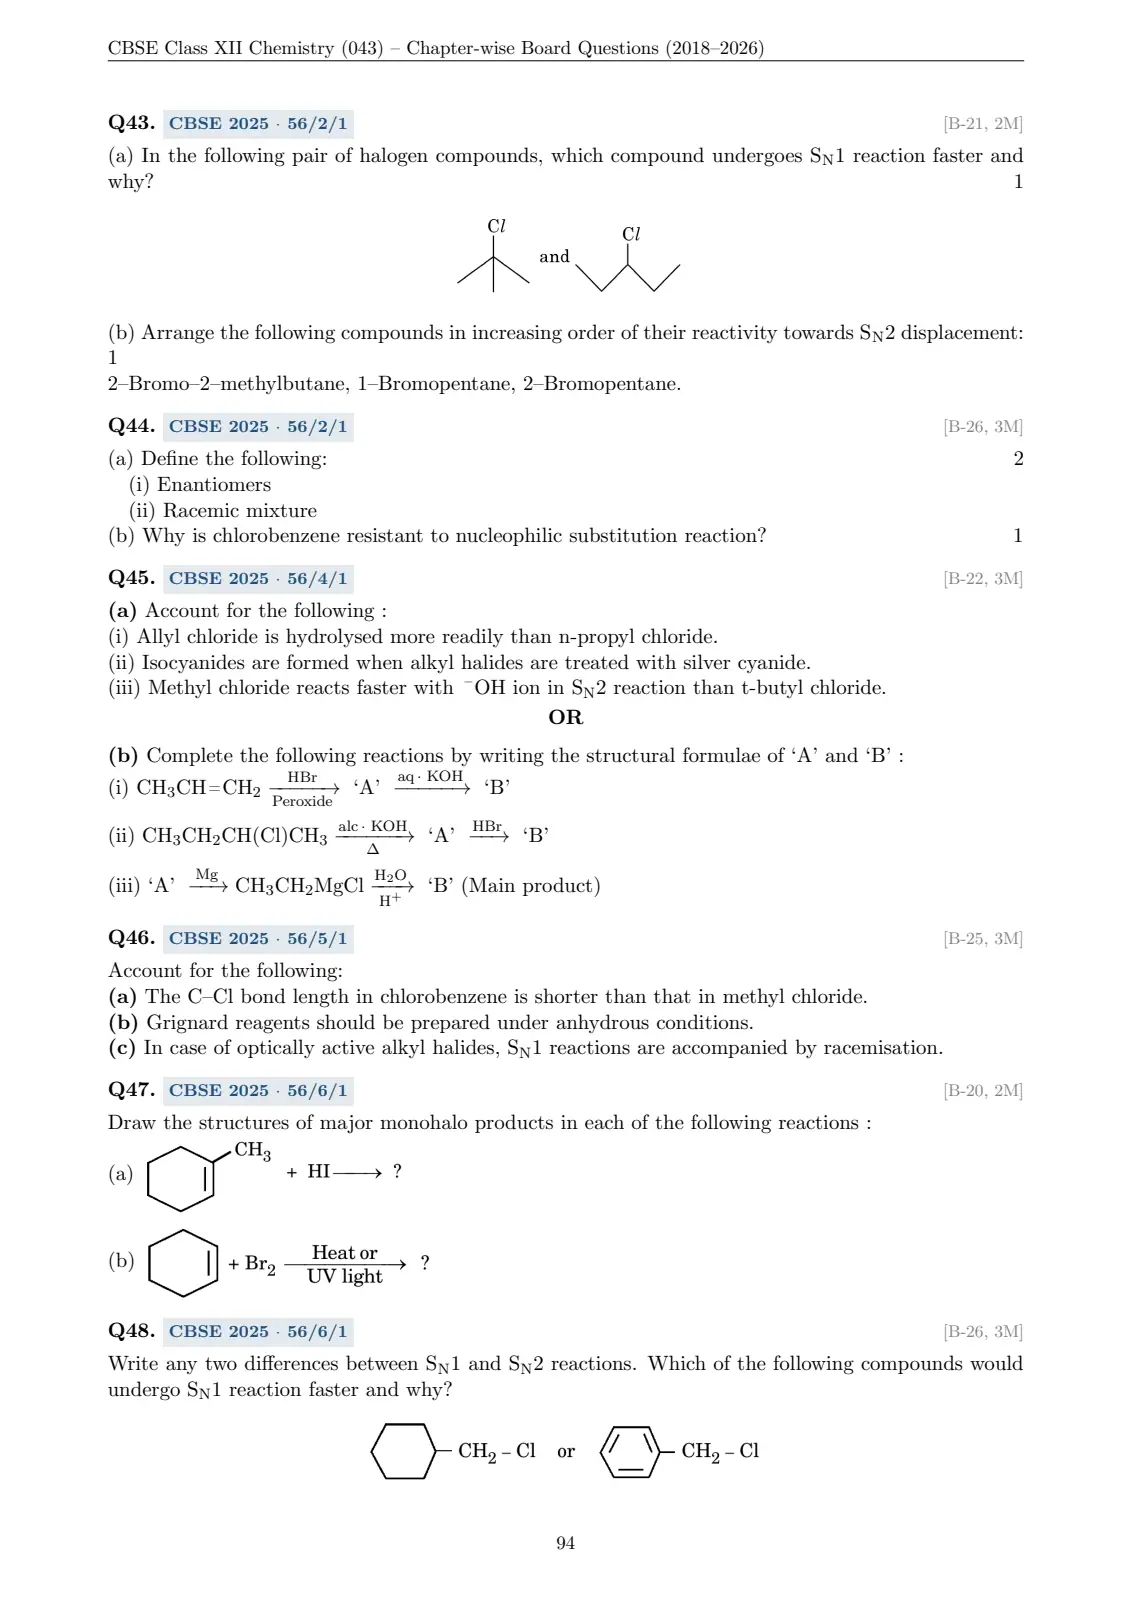 CBSE Class XII Chemistry (043) – Chapter-wise Board Questions (2018–2026)
Q43. CBSE 2025 · 56/2/1 [B-21, 2M]
(a) In the following pair of halogen compounds, which compound undergoes S_N1 reaction faster and
why? 1
Cl
and
Cl
(b) Arrange the following compounds in increasing order of their reactivity towards S_N2 displacement:
1
2–Bromo–2–methylbutane, 1–Bromopentane, 2–Bromopentane.
Q44. CBSE 2025 · 56/2/1 [B-26, 3M]
(a) Define the following: 2
(i) Enantiomers
(ii) Racemic mixture
(b) Why is chlorobenzene resistant to nucleophilic substitution reaction? 1
Q45. CBSE 2025 · 56/4/1 [B-22, 3M]
(a) Account for the following :
(i) Allyl chloride is hydrolysed more readily than n-propyl chloride.
(ii) Isocyanides are formed when alkyl halides are treated with silver cyanide.
(iii) Methyl chloride reacts faster with ⁻OH ion in S_N2 reaction than t-butyl chloride.
OR
(b) Complete the following reactions by writing the structural formulae of ‘A’ and ‘B’ :
(i) CH₃CH=CH₂ —HBr/Peroxide→ ‘A’ —aq· KOH→ ‘B’
(ii) CH₃CH₂CH(Cl)CH₃ —alc· KOH/Δ→ ‘A’ —HBr→ ‘B’
(iii) ‘A’ —Mg→ CH₃CH₂MgCl —H₂O/H⁺→ ‘B’ (Main product)
Q46. CBSE 2025 · 56/5/1 [B-25, 3M]
Account for the following:
(a) The C–Cl bond length in chlorobenzene is shorter than that in methyl chloride.
(b) Grignard reagents should be prepared under anhydrous conditions.
(c) In case of optically active alkyl halides, S_N1 reactions are accompanied by racemisation.
Q47. CBSE 2025 · 56/6/1 [B-20, 2M]
Draw the structures of major monohalo products in each of the following reactions :
(a) CH₃ + HI ⟶ ?
(b) + Br₂ —Heat or/UV light→ ?
Q48. CBSE 2025 · 56/6/1 [B-26, 3M]
Write any two differences between S_N1 and S_N2 reactions. Which of the following compounds would
undergo S_N1 reaction faster and why?
CH₂ – Cl or CH₂ – Cl
94